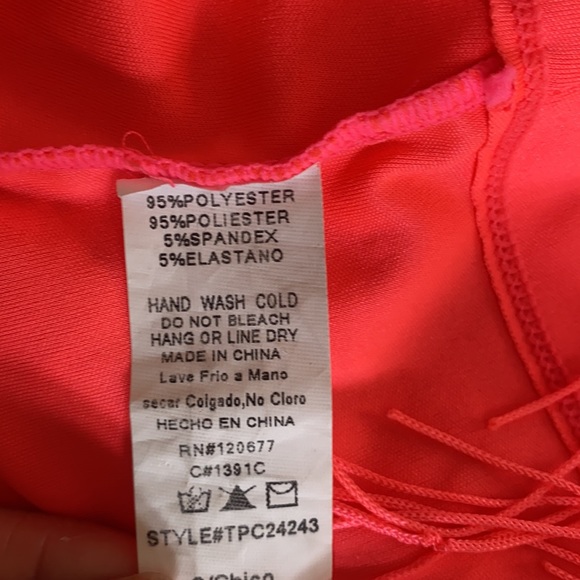 95%POLYESTER
95%POLIESTER
5%SPANDEX
5%ELASTANO
HAND WASH COLD
DO NOT BLEACH
HANG OR LINE DRY
MADE IN CHINA
Lave Frio a Mano
secar Colgado,No Cloro
HECHO EN CHINA
RN#120677
C#1391C
STYLE#TPC24243